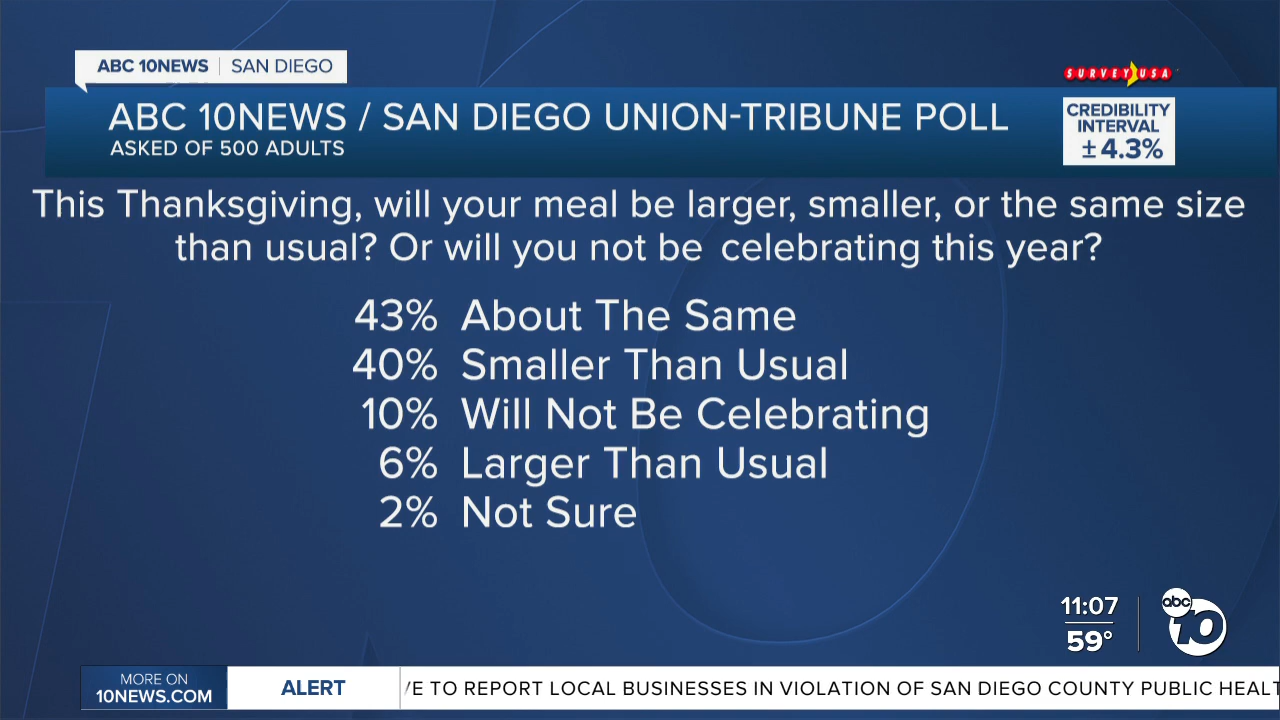 ABC 10NEWS | SAN DIEGO
SURVEY USA
ABC 10NEWS / SAN DIEGO UNION-TRIBUNE POLL
ASKED OF 500 ADULTS
CREDIBILITY
INTERVAL
±4.3%
This Thanksgiving, will your meal be larger, smaller, or the same size
than usual? Or will you not be celebrating this year?
43% About The Same
40% Smaller Than Usual
10% Will Not Be Celebrating
6% Larger Than Usual
2% Not Sure
11:07
59°
abc
10
MORE ON
10NEWS.COM
ALERT
TO REPORT LOCAL BUSINESSES IN VIOLATION OF SAN DIEGO COUNTY PUBLIC